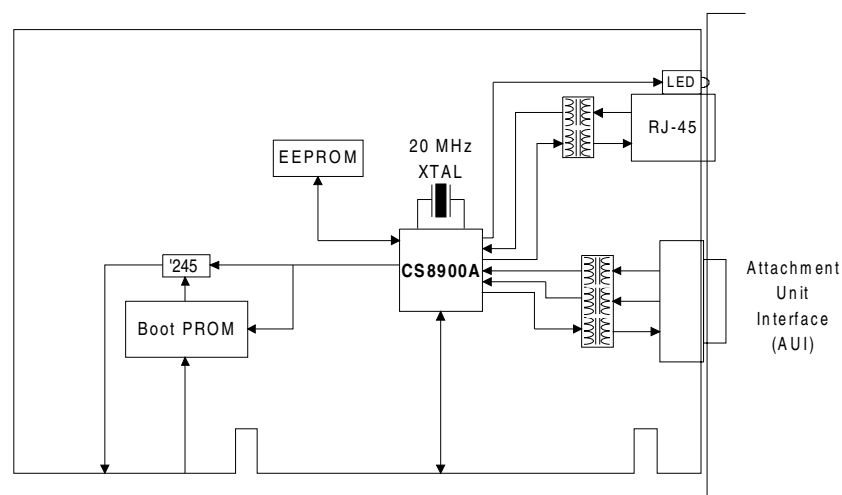 LED
RJ-45
20 MHz
XTAL
EEPROM
CS8900A
'245
Boot PROM
Attachment
Unit
Interface
(AUI)